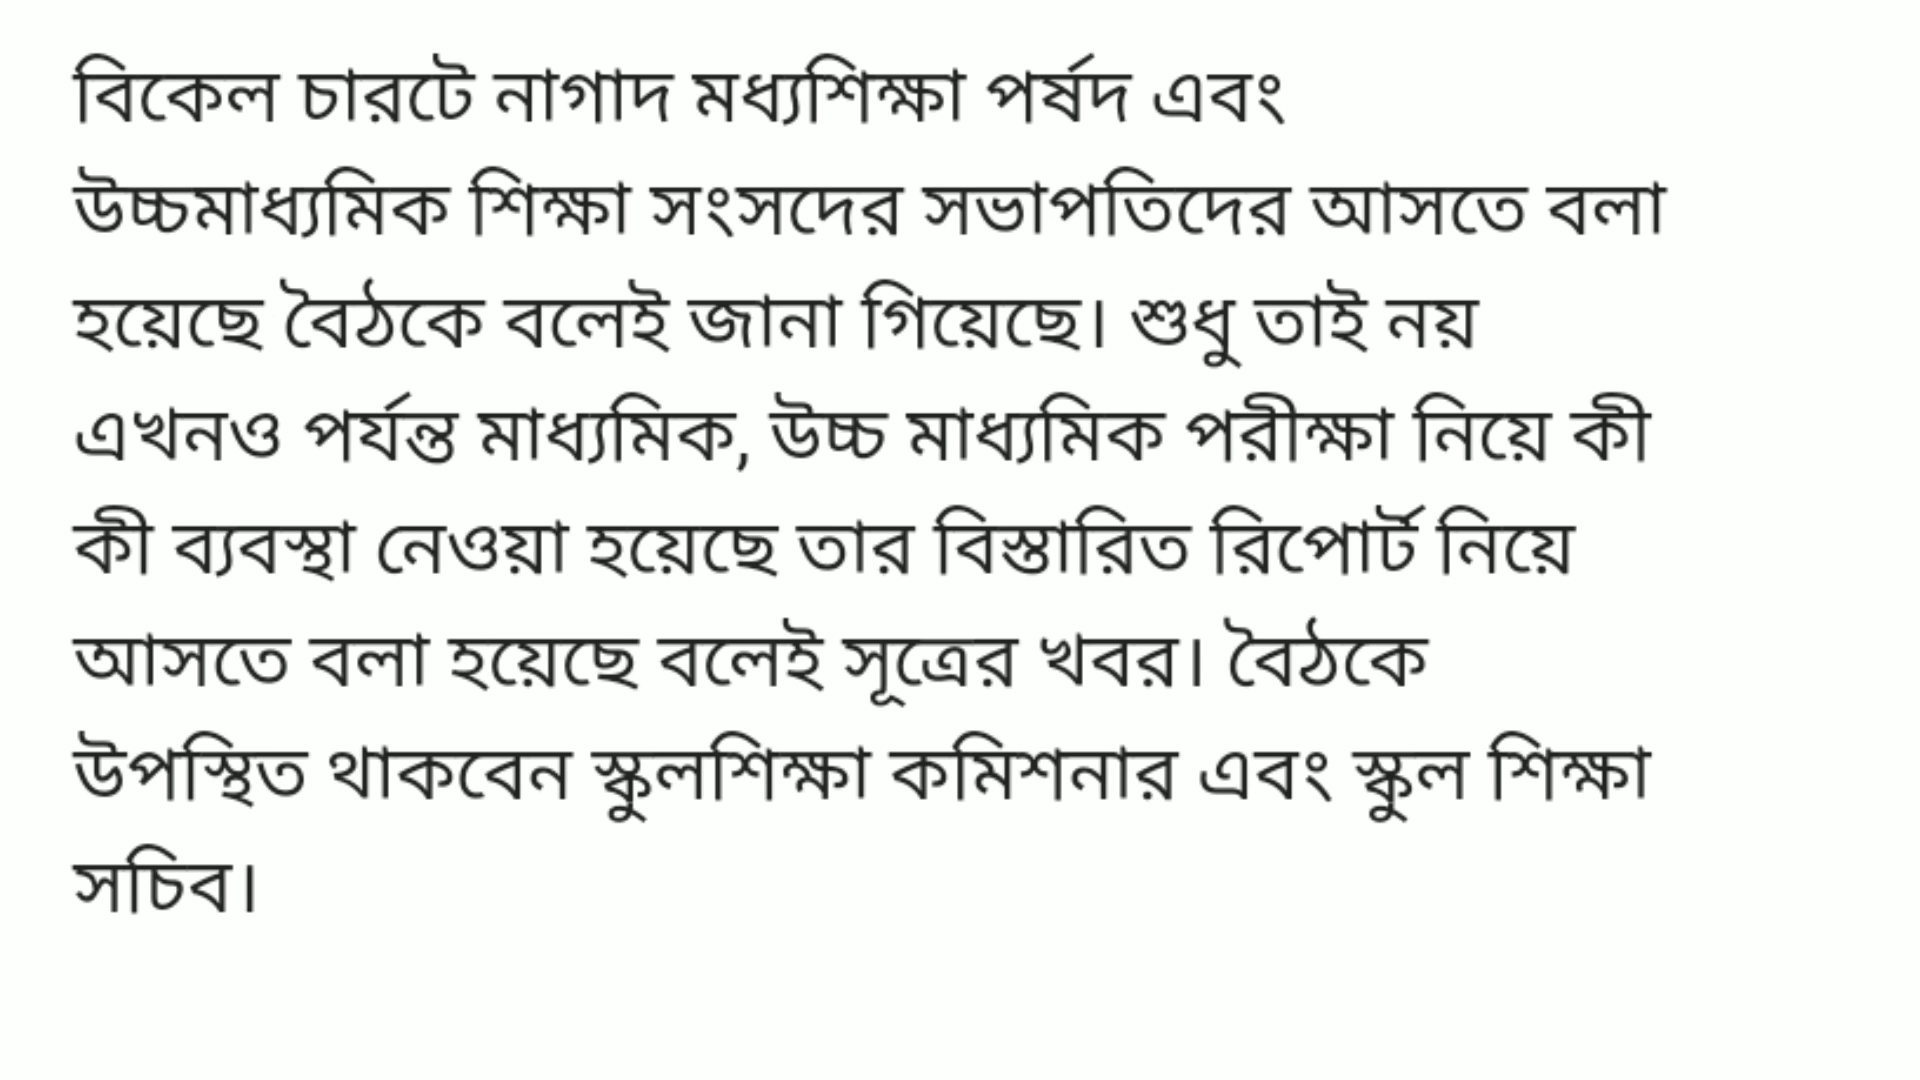 বিকেল চারটে নাগাদ মধ্যশিক্ষা পর্ষদ এবং
উচ্চমাধ্যমিক শিক্ষা সংসদের সভাপতিদের আসতে বলা
হয়েছে বৈঠকে বলেই জানা গিয়েছে। শুধু তাই নয়
এখনও পর্যন্ত মাধ্যমিক, উচ্চ মাধ্যমিক পরীক্ষা নিয়ে কী
কী ব্যবস্থা নেওয়া হয়েছে তার বিস্তারিত রিপোর্ট নিয়ে
আসতে বলা হয়েছে বলেই সূত্রের খবর। বৈঠকে
উপস্থিত থাকবেন স্কুলশিক্ষা কমিশনার এবং স্কুল শিক্ষা
সচিব।